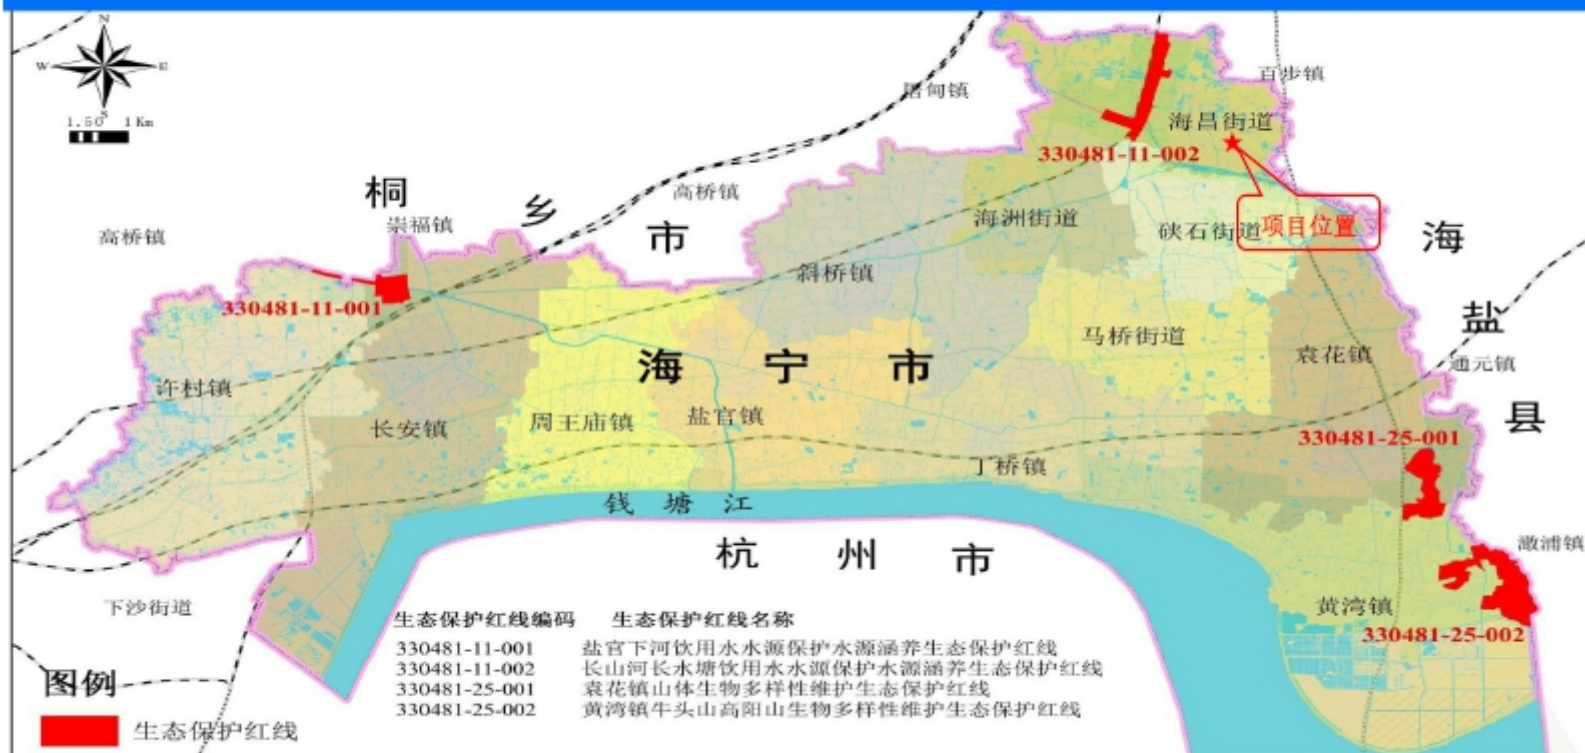 N
W
E
S
1.50 1Km
屠甸镇
百步镇
海昌街道
330481-11-002
桐
乡
市
高桥镇
崇福镇
高桥镇
海洲街道
硖石街道
项目位置
海
盐
县
斜桥镇
330481-11-001
马桥街道
袁花镇
通元镇
海宁市
许村镇
长安镇
周王庙镇
盐官镇
330481-25-001
丁桥镇
钱塘江
杭州市
澉浦镇
下沙街道
黄湾镇
330481-25-002
生态保护红线编码 生态保护红线名称
330481-11-001 盐官下河饮用水水源保护水源涵养生态保护红线
330481-11-002 长山河长水塘饮用水水源保护水源涵养生态保护红线
330481-25-001 袁花镇山体生物多样性维护生态保护红线
330481-25-002 黄湾镇牛头山高阳山生物多样性维护生态保护红线
图例
生态保护红线